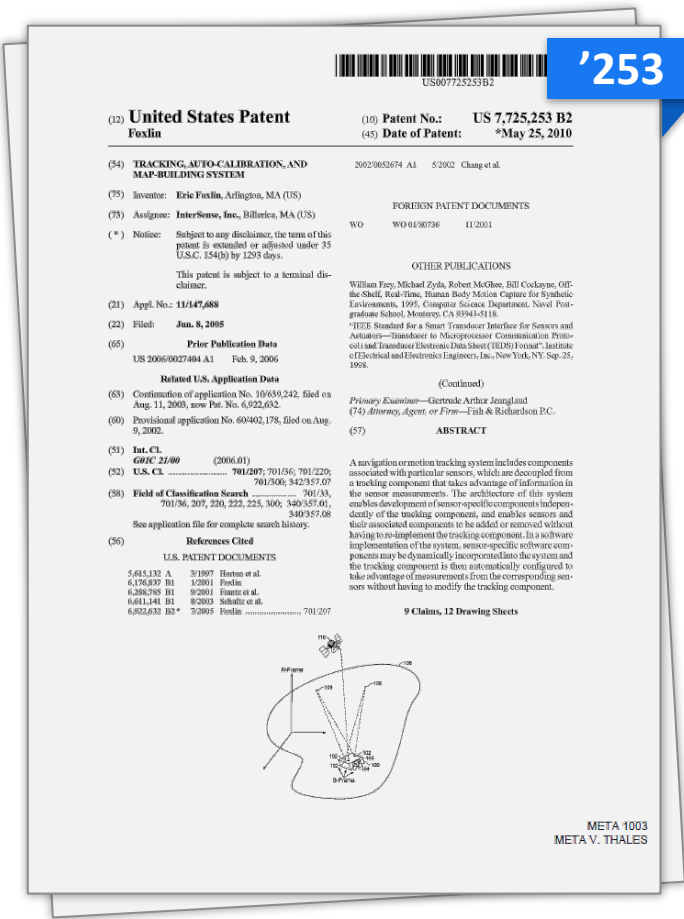 '253
US007725253B2
(12) United States Patent
Foxlin
(10) Patent No.: US 7,725,253 B2
(45) Date of Patent: *May 25, 2010
(54) TRACKING, AUTO-CALIBRATION, AND
MAP-BUILDING SYSTEM
(75) Inventor: Eric Foxlin, Arlington, MA (US)
(73) Assignee: InterSense, Inc., Billerica, MA (US)
( * ) Notice: Subject to any disclaimer, the term of this
patent is extended or adjusted under 35
U.S.C. 154(b) by 1293 days.
This patent is subject to a terminal dis-
claimer.
(21) Appl. No.: 11/147,688
(22) Filed: Jun. 8, 2005
(65) Prior Publication Data
US 2006/0027404 A1 Feb. 9, 2006
Related U.S. Application Data
(63) Continuation of application No. 10/639,242, filed on
Aug. 11, 2003, now Pat. No. 6,922,632.
(60) Provisional application No. 60/402,178, filed on Aug.
9, 2002.
(51) Int. Cl.
G01C 21/00 (2006.01)
(52) U.S. Cl. .................. 701/207; 701/36; 701/220;
701/300; 342/357.07
(58) Field of Classification Search .................. 701/33,
701/36, 207, 220, 222, 225, 300; 340/357.01,
340/357.08
See application file for complete search history.
(56) References Cited
U.S. PATENT DOCUMENTS
5,615,132 A 3/1997 Horton et al.
6,176,837 B1 1/2001 Foxlin
6,288,785 B1 9/2001 Frantz et al.
6,611,141 B1 8/2003 Schultz et al.
6,922,632 B2 * 7/2005 Foxlin ........................ 701/207
2002/0052674 A1 5/2002 Chang et al.
FOREIGN PATENT DOCUMENTS
WO WO 01/80736 11/2001
OTHER PUBLICATIONS
William Frey, Michael Zyda, Robert McGhee, Bill Cockayne, Off-
the-Shelf, Real-Time, Human Body Motion Capture for Synthetic
Environments, 1995, Computer Science Department, Navel Post-
graduate School, Monterey, CA 93943-5118.
"IEEE Standard for a Smart Transducer Interface for Sensors and
Actuators—Transducer to Microprocessor Communication Proto-
cols and Transducer Electronic Data Sheet (TEDS) Format", Institute
of Electrical and Electronics Engineers, Inc., New York, NY. Sep. 25,
1998.
(Continued)
Primary Examiner—Gertrude Arthur Jeanglaud
(74) Attorney, Agent, or Firm—Fish & Richardson P.C.
(57) ABSTRACT
A navigation or motion tracking system includes components
associated with particular sensors, which are decoupled from
a tracking component that takes advantage of information in
the sensor measurements. The architecture of this system
enables development of sensor-specific components indepen-
dently of the tracking component, and enables sensors and
their associated components to be added or removed without
having to re-implement the tracking component. In a software
implementation of the system, sensor-specific software com-
ponents may be dynamically incorporated into the system and
the tracking component is then automatically configured to
take advantage of measurements from the corresponding sen-
sors without having to modify the tracking component.
9 Claims, 12 Drawing Sheets
110
N-Frame
106
108
108
102
102
104
100
102
104
B-Frame
META 1003
META V. THALES